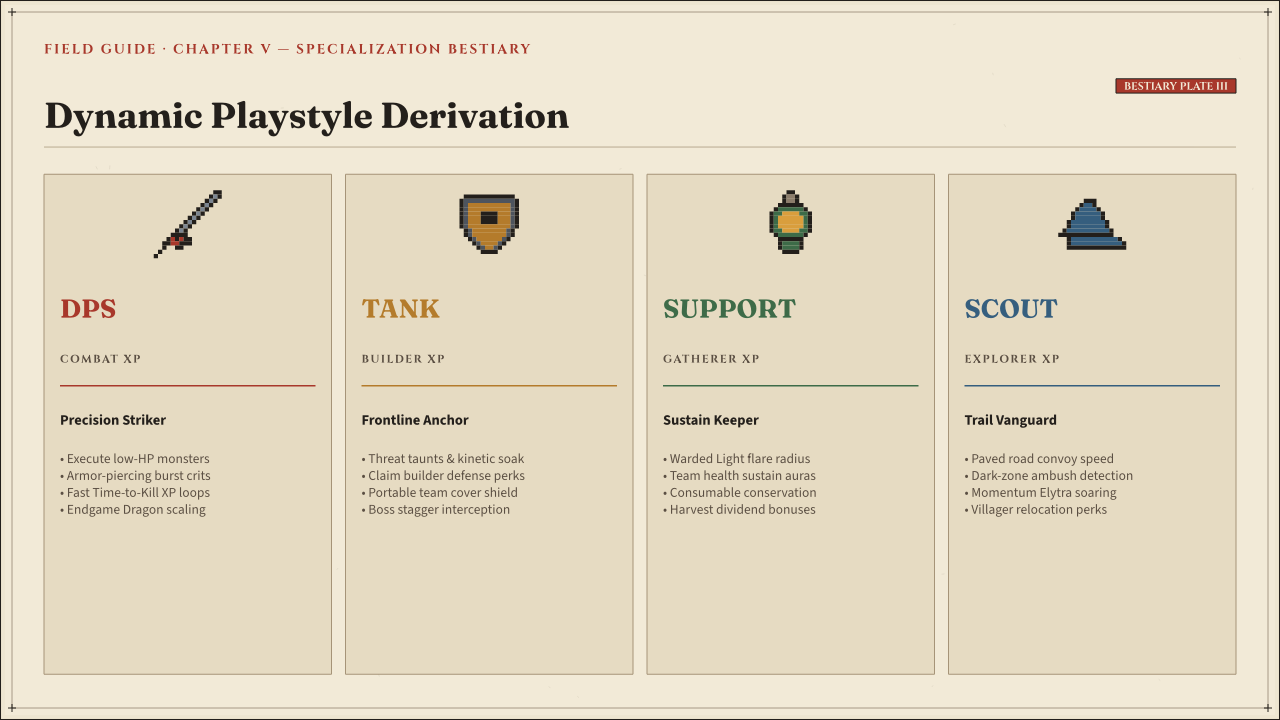 FIELD GUIDE · CHAPTER V — SPECIALIZATION BESTIARY
BESTIARY PLATE III
Dynamic Playstyle Derivation
DPS
COMBAT XP
Precision Striker
• Execute low-HP monsters
• Armor-piercing burst crits
• Fast Time-to-Kill XP loops
• Endgame Dragon scaling
TANK
BUILDER XP
Frontline Anchor
• Threat taunts & kinetic soak
• Claim builder defense perks
• Portable team cover shield
• Boss stagger interception
SUPPORT
GATHERER XP
Sustain Keeper
• Warded Light flare radius
• Team health sustain auras
• Consumable conservation
• Harvest dividend bonuses
SCOUT
EXPLORER XP
Trail Vanguard
• Paved road convoy speed
• Dark-zone ambush detection
• Momentum Elytra soaring
• Villager relocation perks